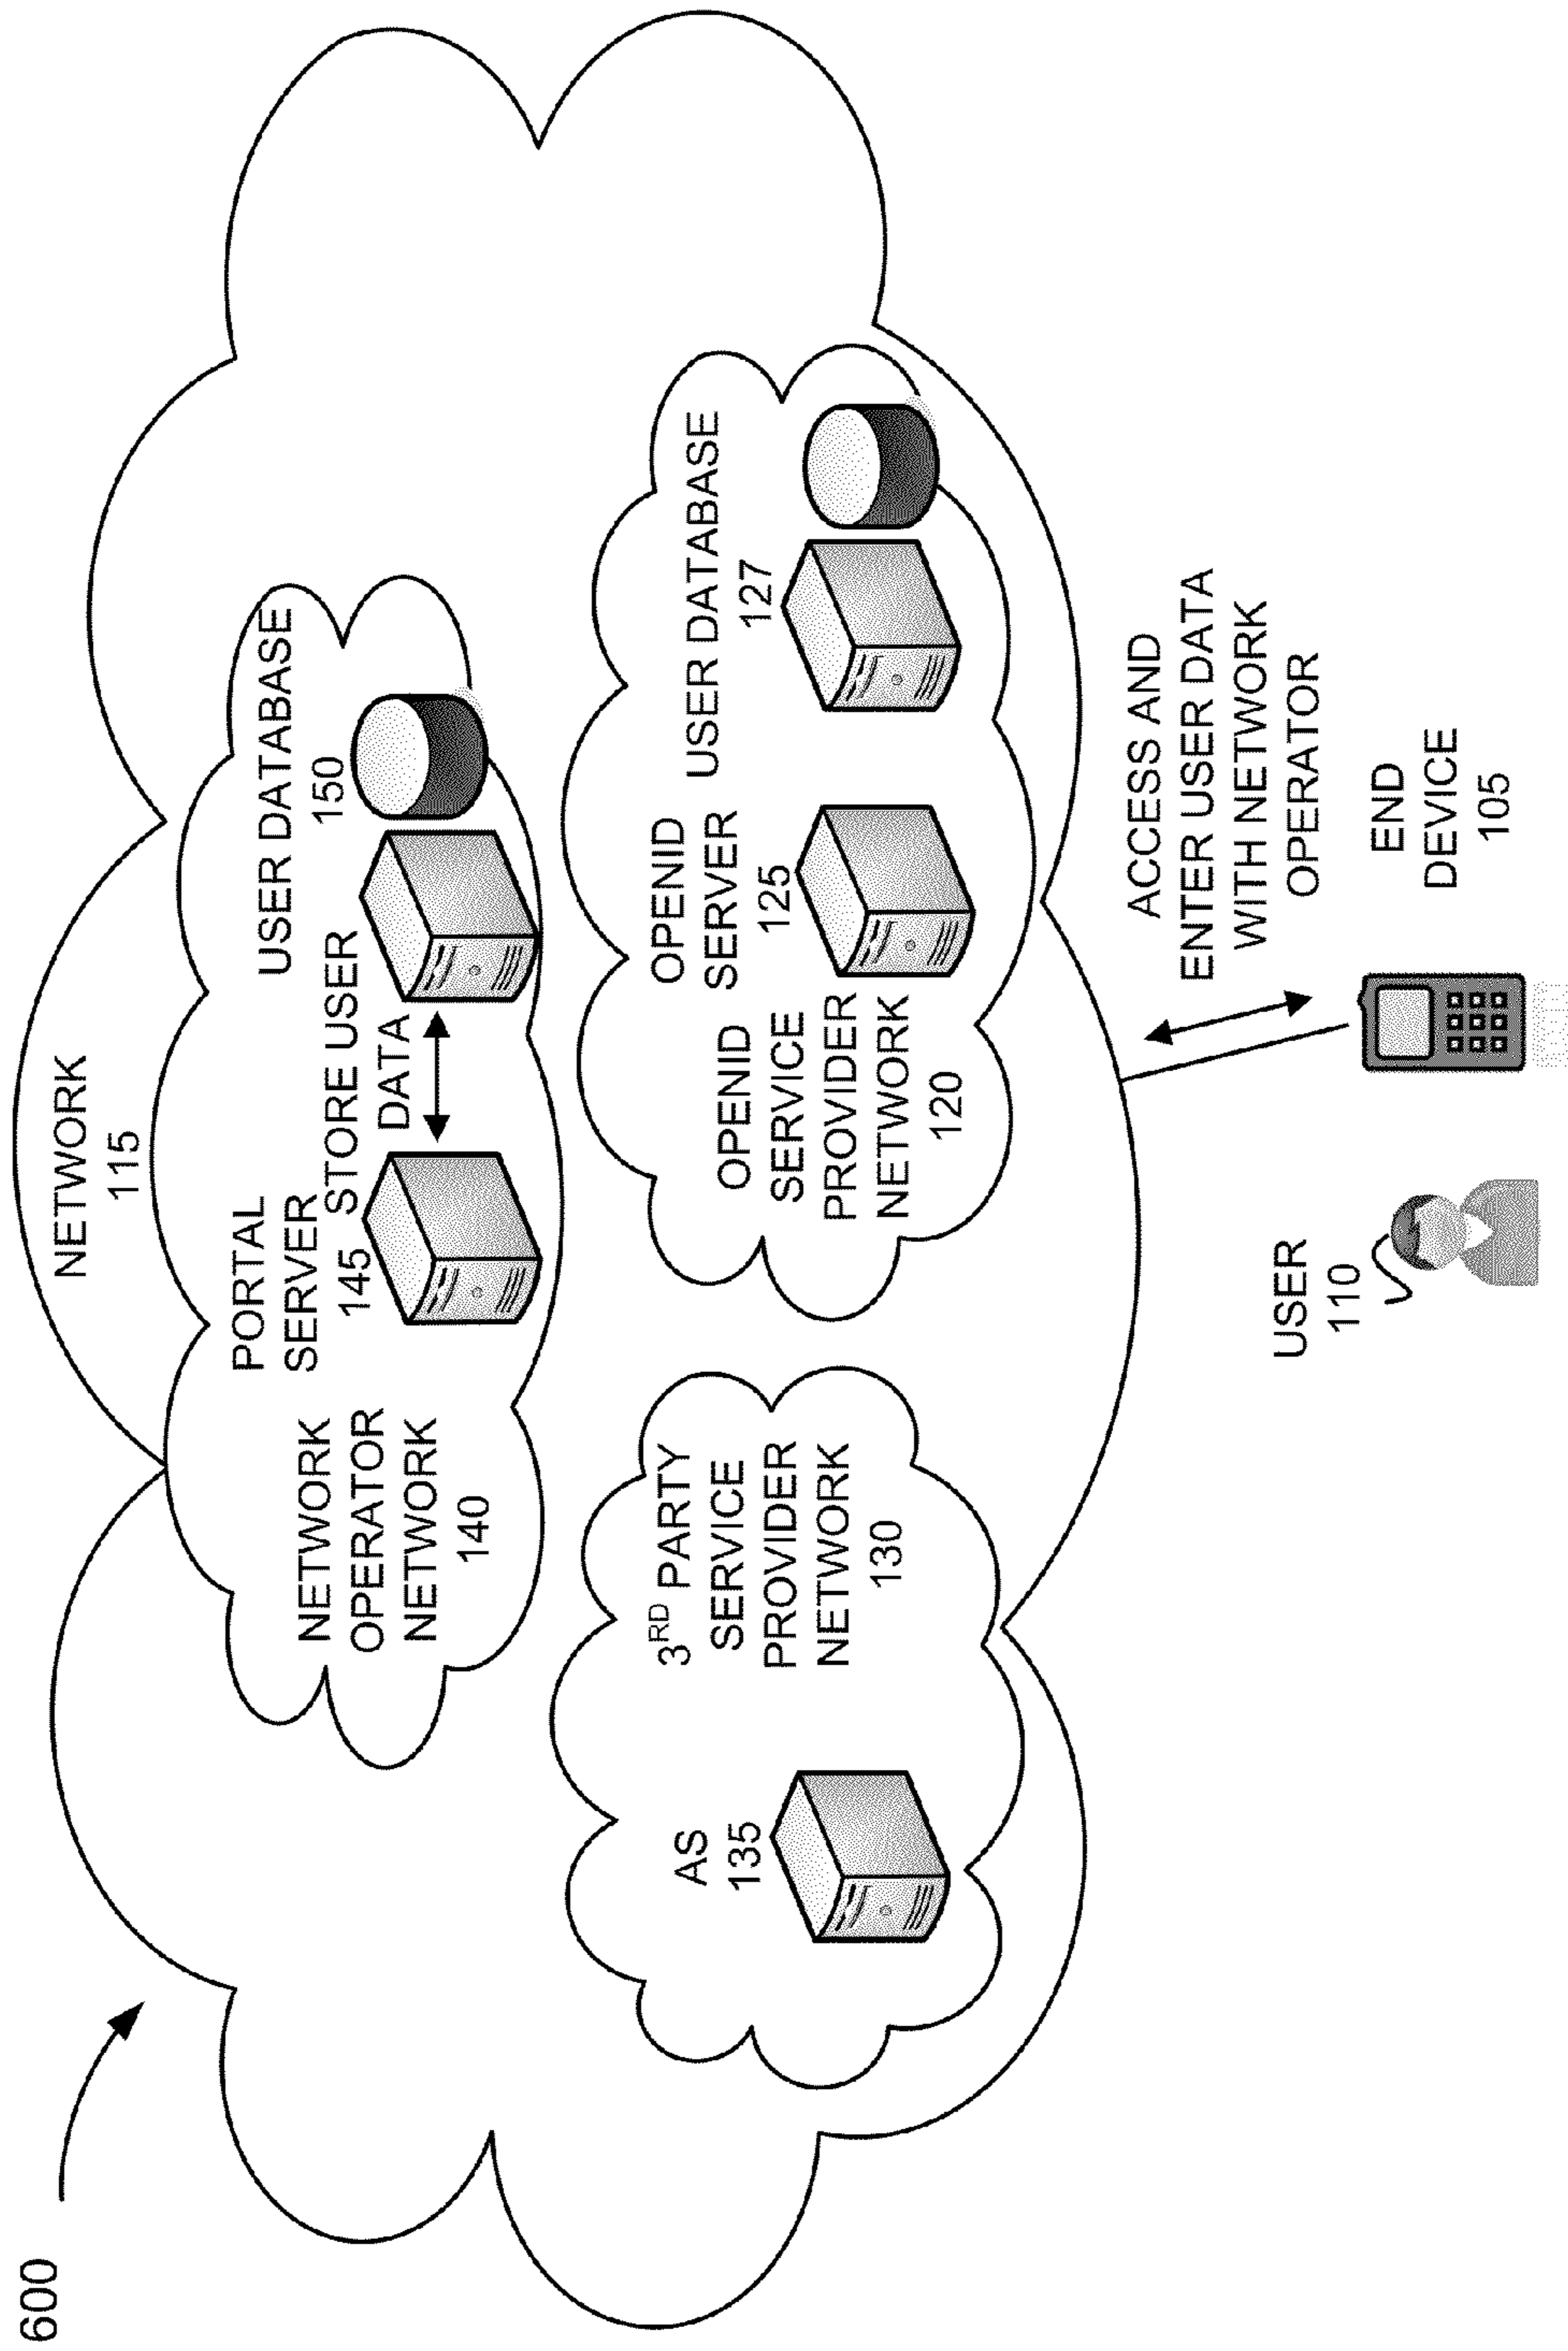 600
NETWORK
115
NETWORK
OPERATOR
NETWORK
140
PORTAL
SERVER
145
STORE USER
DATA
USER DATABASE
150
3RD PARTY
SERVICE
PROVIDER
NETWORK
130
AS
135
OPENID
SERVICE
PROVIDER
NETWORK
120
OPENID
SERVER
125
USER DATABASE
127
ACCESS AND
ENTER USER DATA
WITH NETWORK
OPERATOR
USER
110
END
DEVICE
105